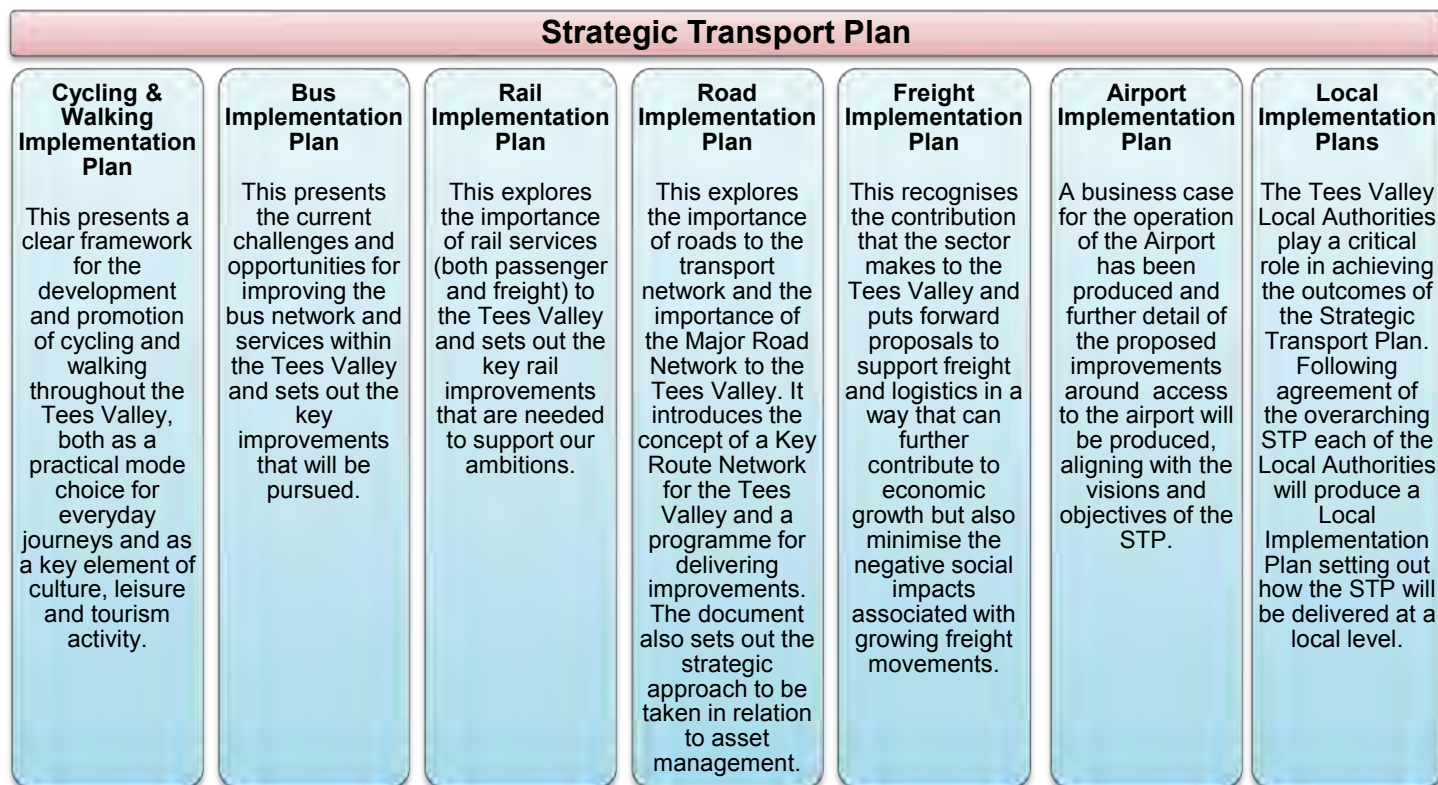 Strategic Transport Plan
Cycling &
Walking
Implementation
Plan
This presents a
clear framework
for the
development
and promotion
of cycling and
walking
throughout the
Tees Valley,
both as a
practical mode
choice for
everyday
journeys and as
a key element of
culture, leisure
and tourism
activity.
Bus
Implementation
Plan
This presents
the current
challenges and
opportunities for
improving the
bus network and
services within
the Tees Valley
and sets out the
key
improvements
that will be
pursued.
Rail
Implementation
Plan
This explores
the importance
of rail services
(both passenger
and freight) to
the Tees Valley
and sets out the
key rail
improvements
that are needed
to support our
ambitions.
Road
Implementation
Plan
This explores
the importance
of roads to the
transport
network and the
importance of
the Major Road
Network to the
Tees Valley. It
introduces the
concept of a Key
Route Network
for the Tees
Valley and a
programme for
delivering
improvements.
The document
also sets out the
strategic
approach to be
taken in relation
to asset
management.
Freight
Implementation
Plan
This recognises
the contribution
that the sector
makes to the
Tees Valley and
puts forward
proposals to
support freight
and logistics in a
way that can
further
contribute to
economic
growth but also
minimise the
negative social
impacts
associated with
growing freight
movements.
Airport
Implementation
Plan
A business case
for the operation
of the Airport
has been
produced and
further detail of
the proposed
improvements
around access
to the airport will
be produced,
aligning with the
visions and
objectives of the
STP.
Local
Implementation
Plans
The Tees Valley
Local Authorities
play a critical
role in achieving
the outcomes of
the Strategic
Transport Plan.
Following
agreement of
the overarching
STP each of the
Local Authorities
will produce a
Local
Implementation
Plan setting out
how the STP will
be delivered at a
local level.